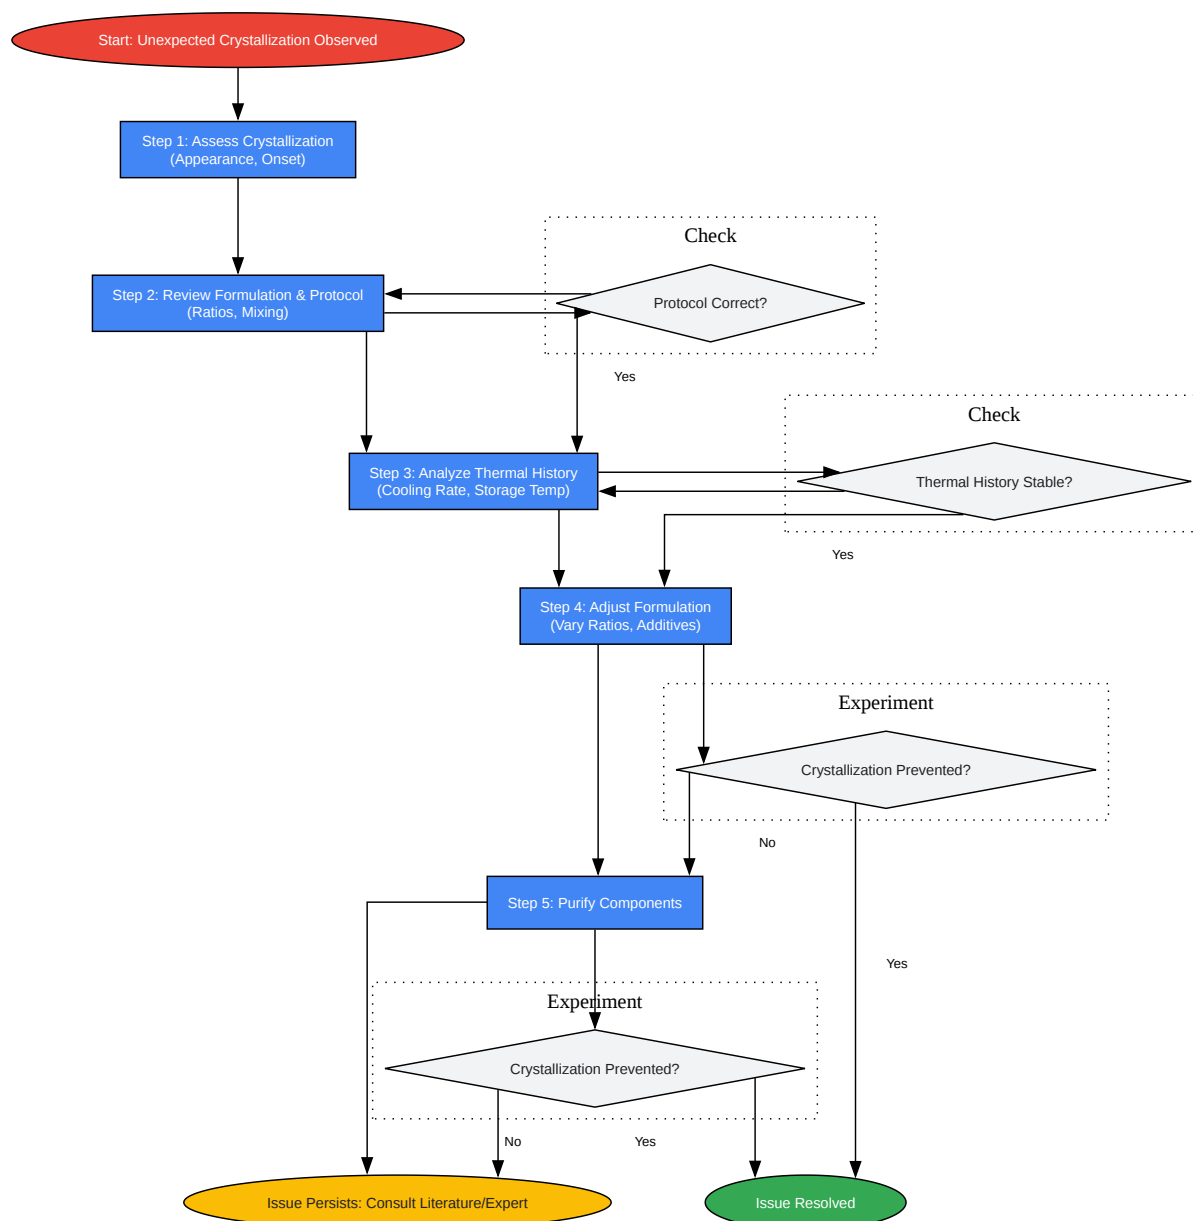 Start: Unexpected Crystallization Observed
Step 1: Assess Crystallization
(Appearance, Onset)
Check
Step 2: Review Formulation & Protocol
(Ratios, Mixing)
Protocol Correct?
Yes
Check
Step 3: Analyze Thermal History
(Cooling Rate, Storage Temp)
Thermal History Stable?
Yes
Step 4: Adjust Formulation
(Vary Ratios, Additives)
Experiment
Crystallization Prevented?
No
Step 5: Purify Components
Yes
Experiment
Crystallization Prevented?
No
Yes
Issue Persists: Consult Literature/Expert
Issue Resolved